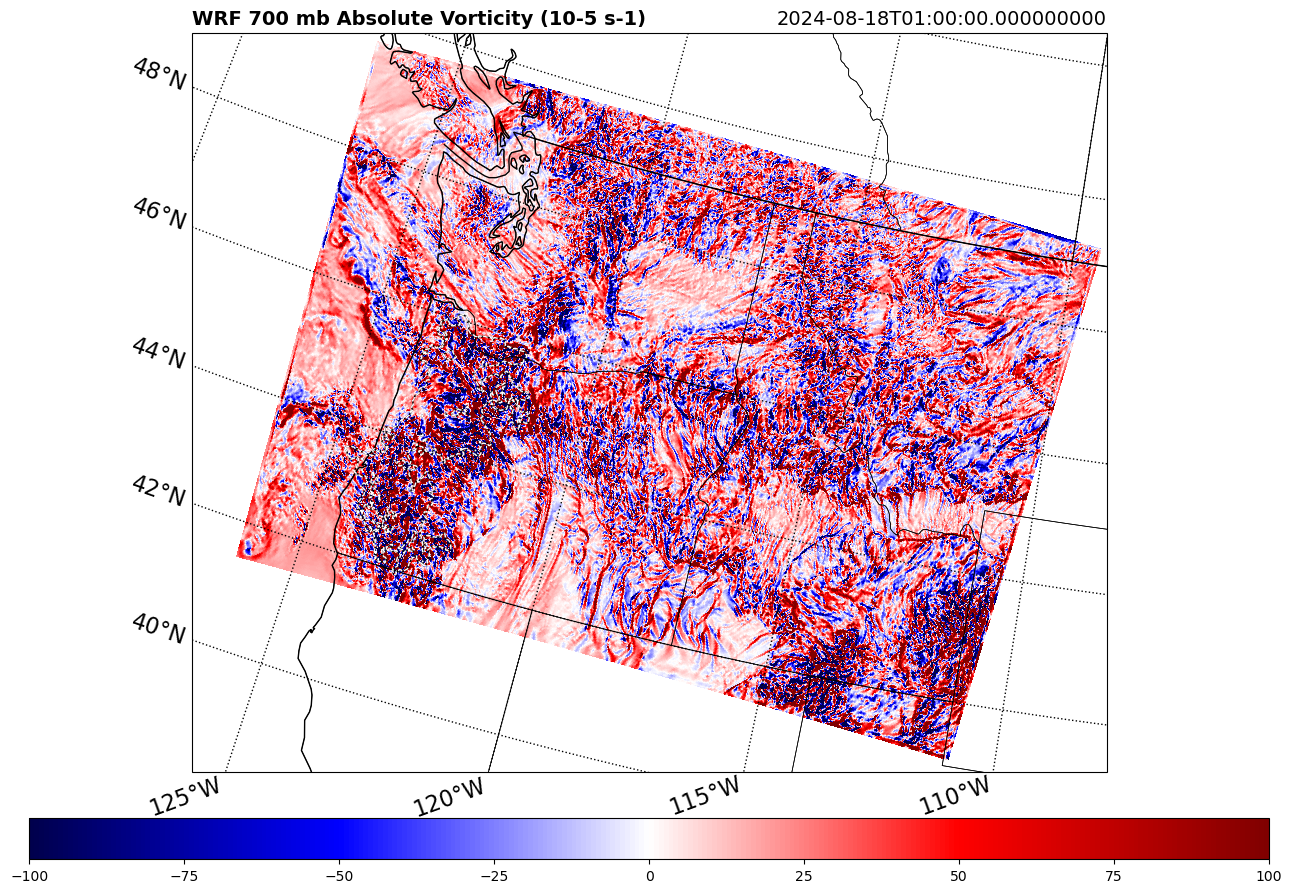 WRF 700 mb Absolute Vorticity (10-5 s-1)
2024-08-18T01:00:00.000000000
48°N
46°N
44°N
42°N
40°N
125°W
120°W
115°W
110°W
−100
−75
−50
−25
0
25
50
75
100